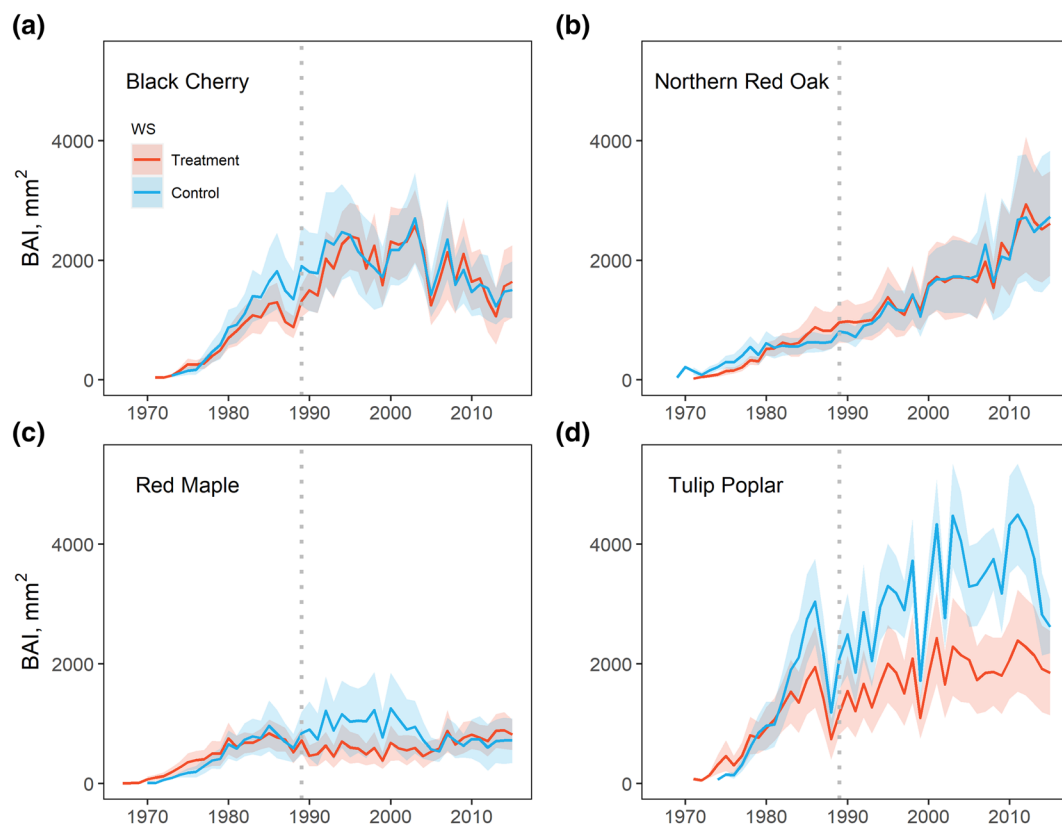 (a)
Black Cherry
WS
Treatment
Control
BAI, mm²
4000
2000
0
1970 1980 1990 2000 2010
(b)
Northern Red Oak
4000
2000
0
1970 1980 1990 2000 2010
(c)
Red Maple
BAI, mm²
4000
2000
0
1970 1980 1990 2000 2010
(d)
Tulip Poplar
4000
2000
0
1970 1980 1990 2000 2010